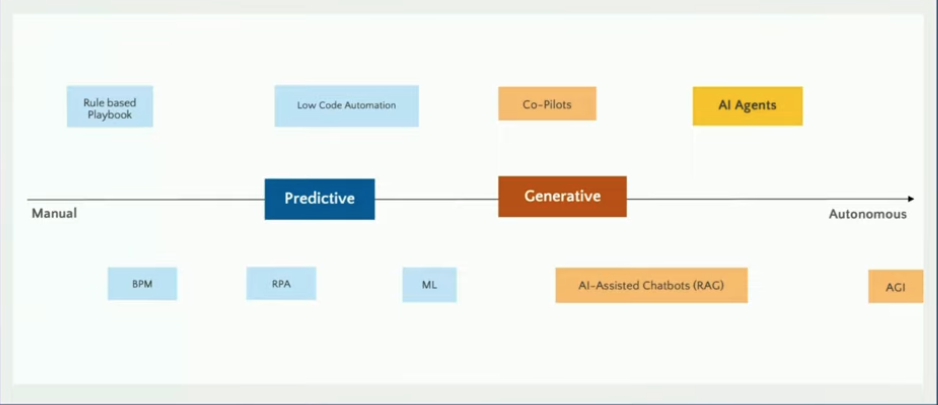 Rule based
Playbook
Low Code Automation
Co-Pilots
AI Agents
Predictive
Generative
Manual
Autonomous
BPM
RPA
ML
AI-Assisted Chatbots (RAG)
AGI